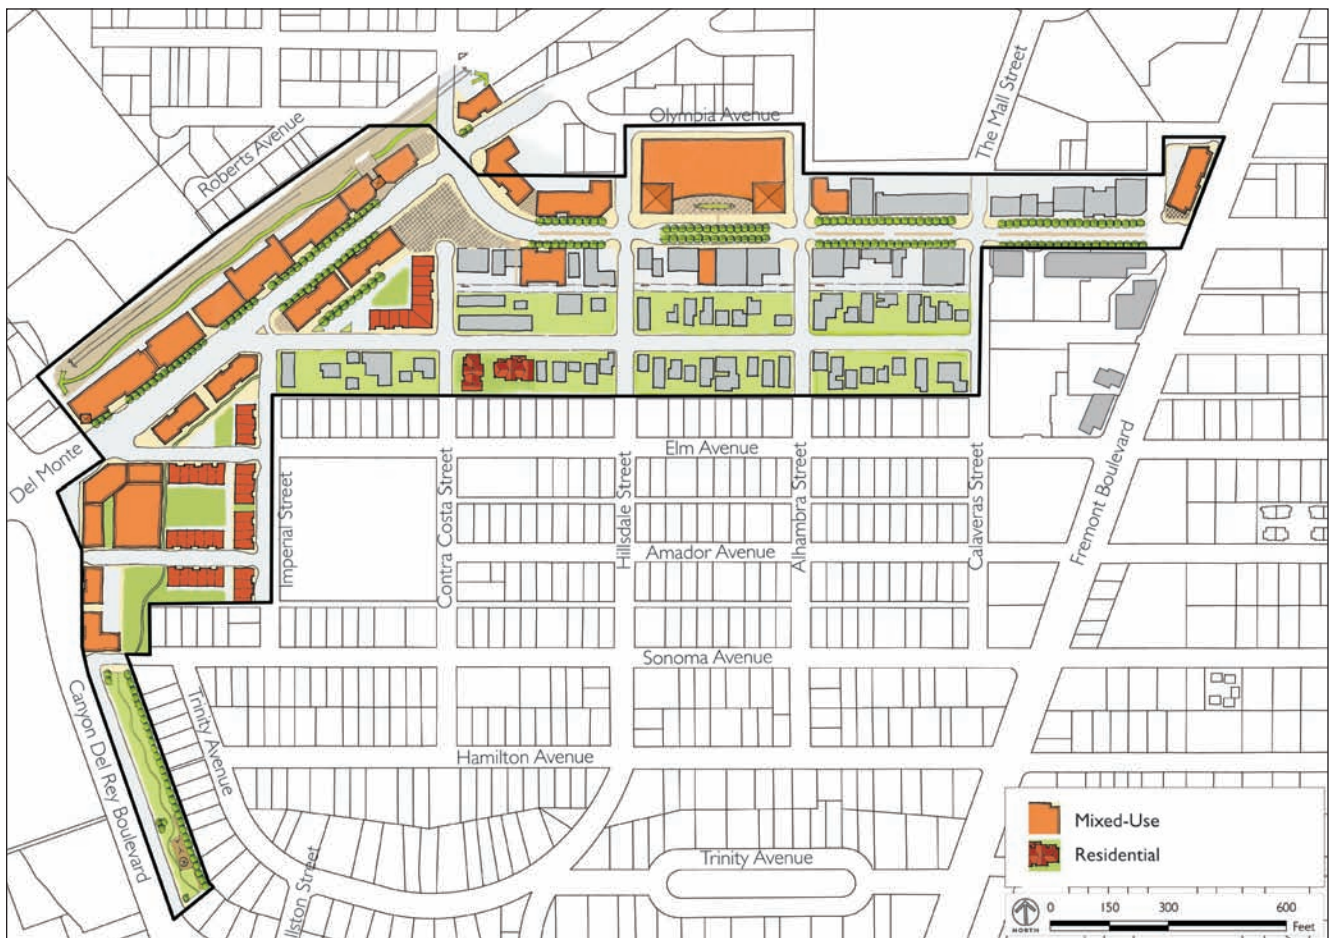 Olympia Avenue
The Mall Street
Roberts Avenue
Del Monte
Elm Avenue
Imperial Street
Contra Costa Street
Hillsdale Street
Alhambra Street
Calaveras Street
Fremont Boulevard
Amador Avenue
Sonoma Avenue
Canyon Del Rey Boulevard
Trinity Avenue
Hamilton Avenue
llston Street
Trinity Avenue
Mixed-Use
Residential
NORTH
0 150 300 600
Feet